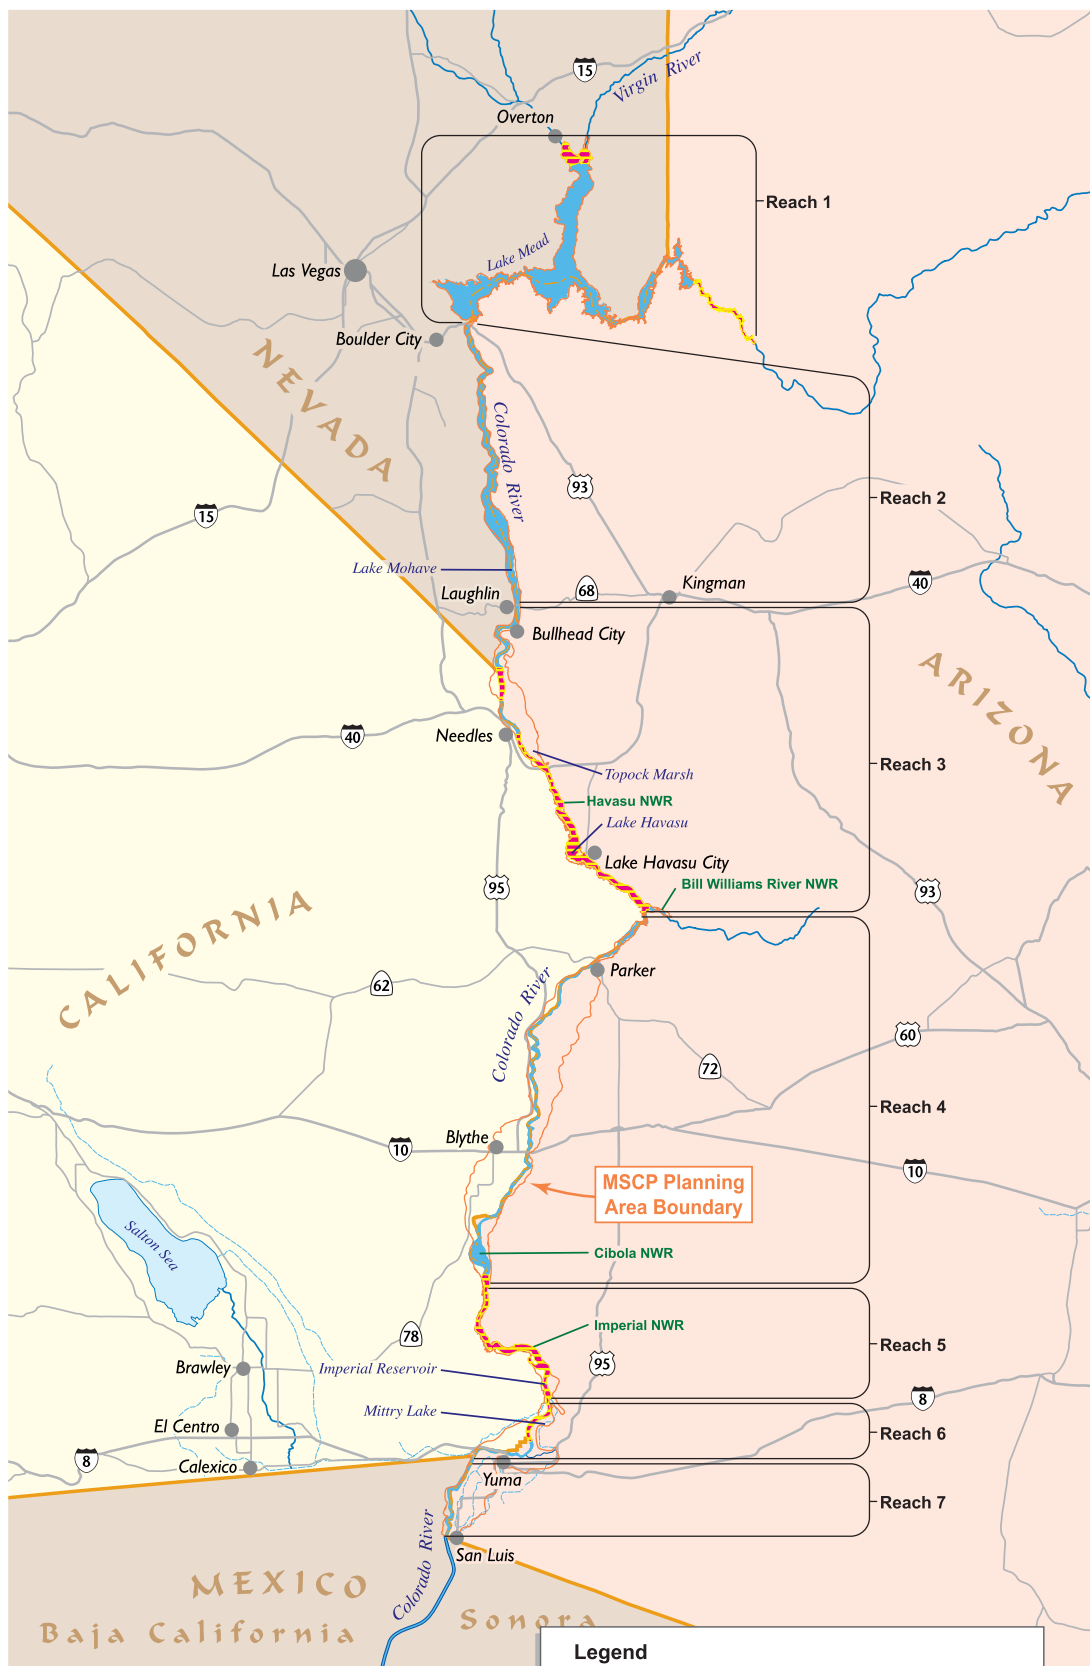 15
Virgin River
Overton
Reach 1
Lake Mead
Las Vegas
Boulder City
NEVADA
Colorado River
93
15
Reach 2
Lake Mohave
Kingman
68
40
Laughlin
Bullhead City
ARIZONA
40
Needles
Reach 3
Topock Marsh
Havasu NWR
Lake Havasu
Lake Havasu City
95
Bill Williams River NWR
93
CALIFORNIA
Parker
62
Colorado River
60
72
Reach 4
Blythe
10
10
MSCP Planning
Area Boundary
Salton Sea
Cibola NWR
Imperial NWR
78
Reach 5
95
Brawley
Imperial Reservoir
8
Mittry Lake
El Centro
Reach 6
8
Calexico
Yuma
Reach 7
Colorado River
San Luis
MEXICO
Baja California
Sonora
Legend